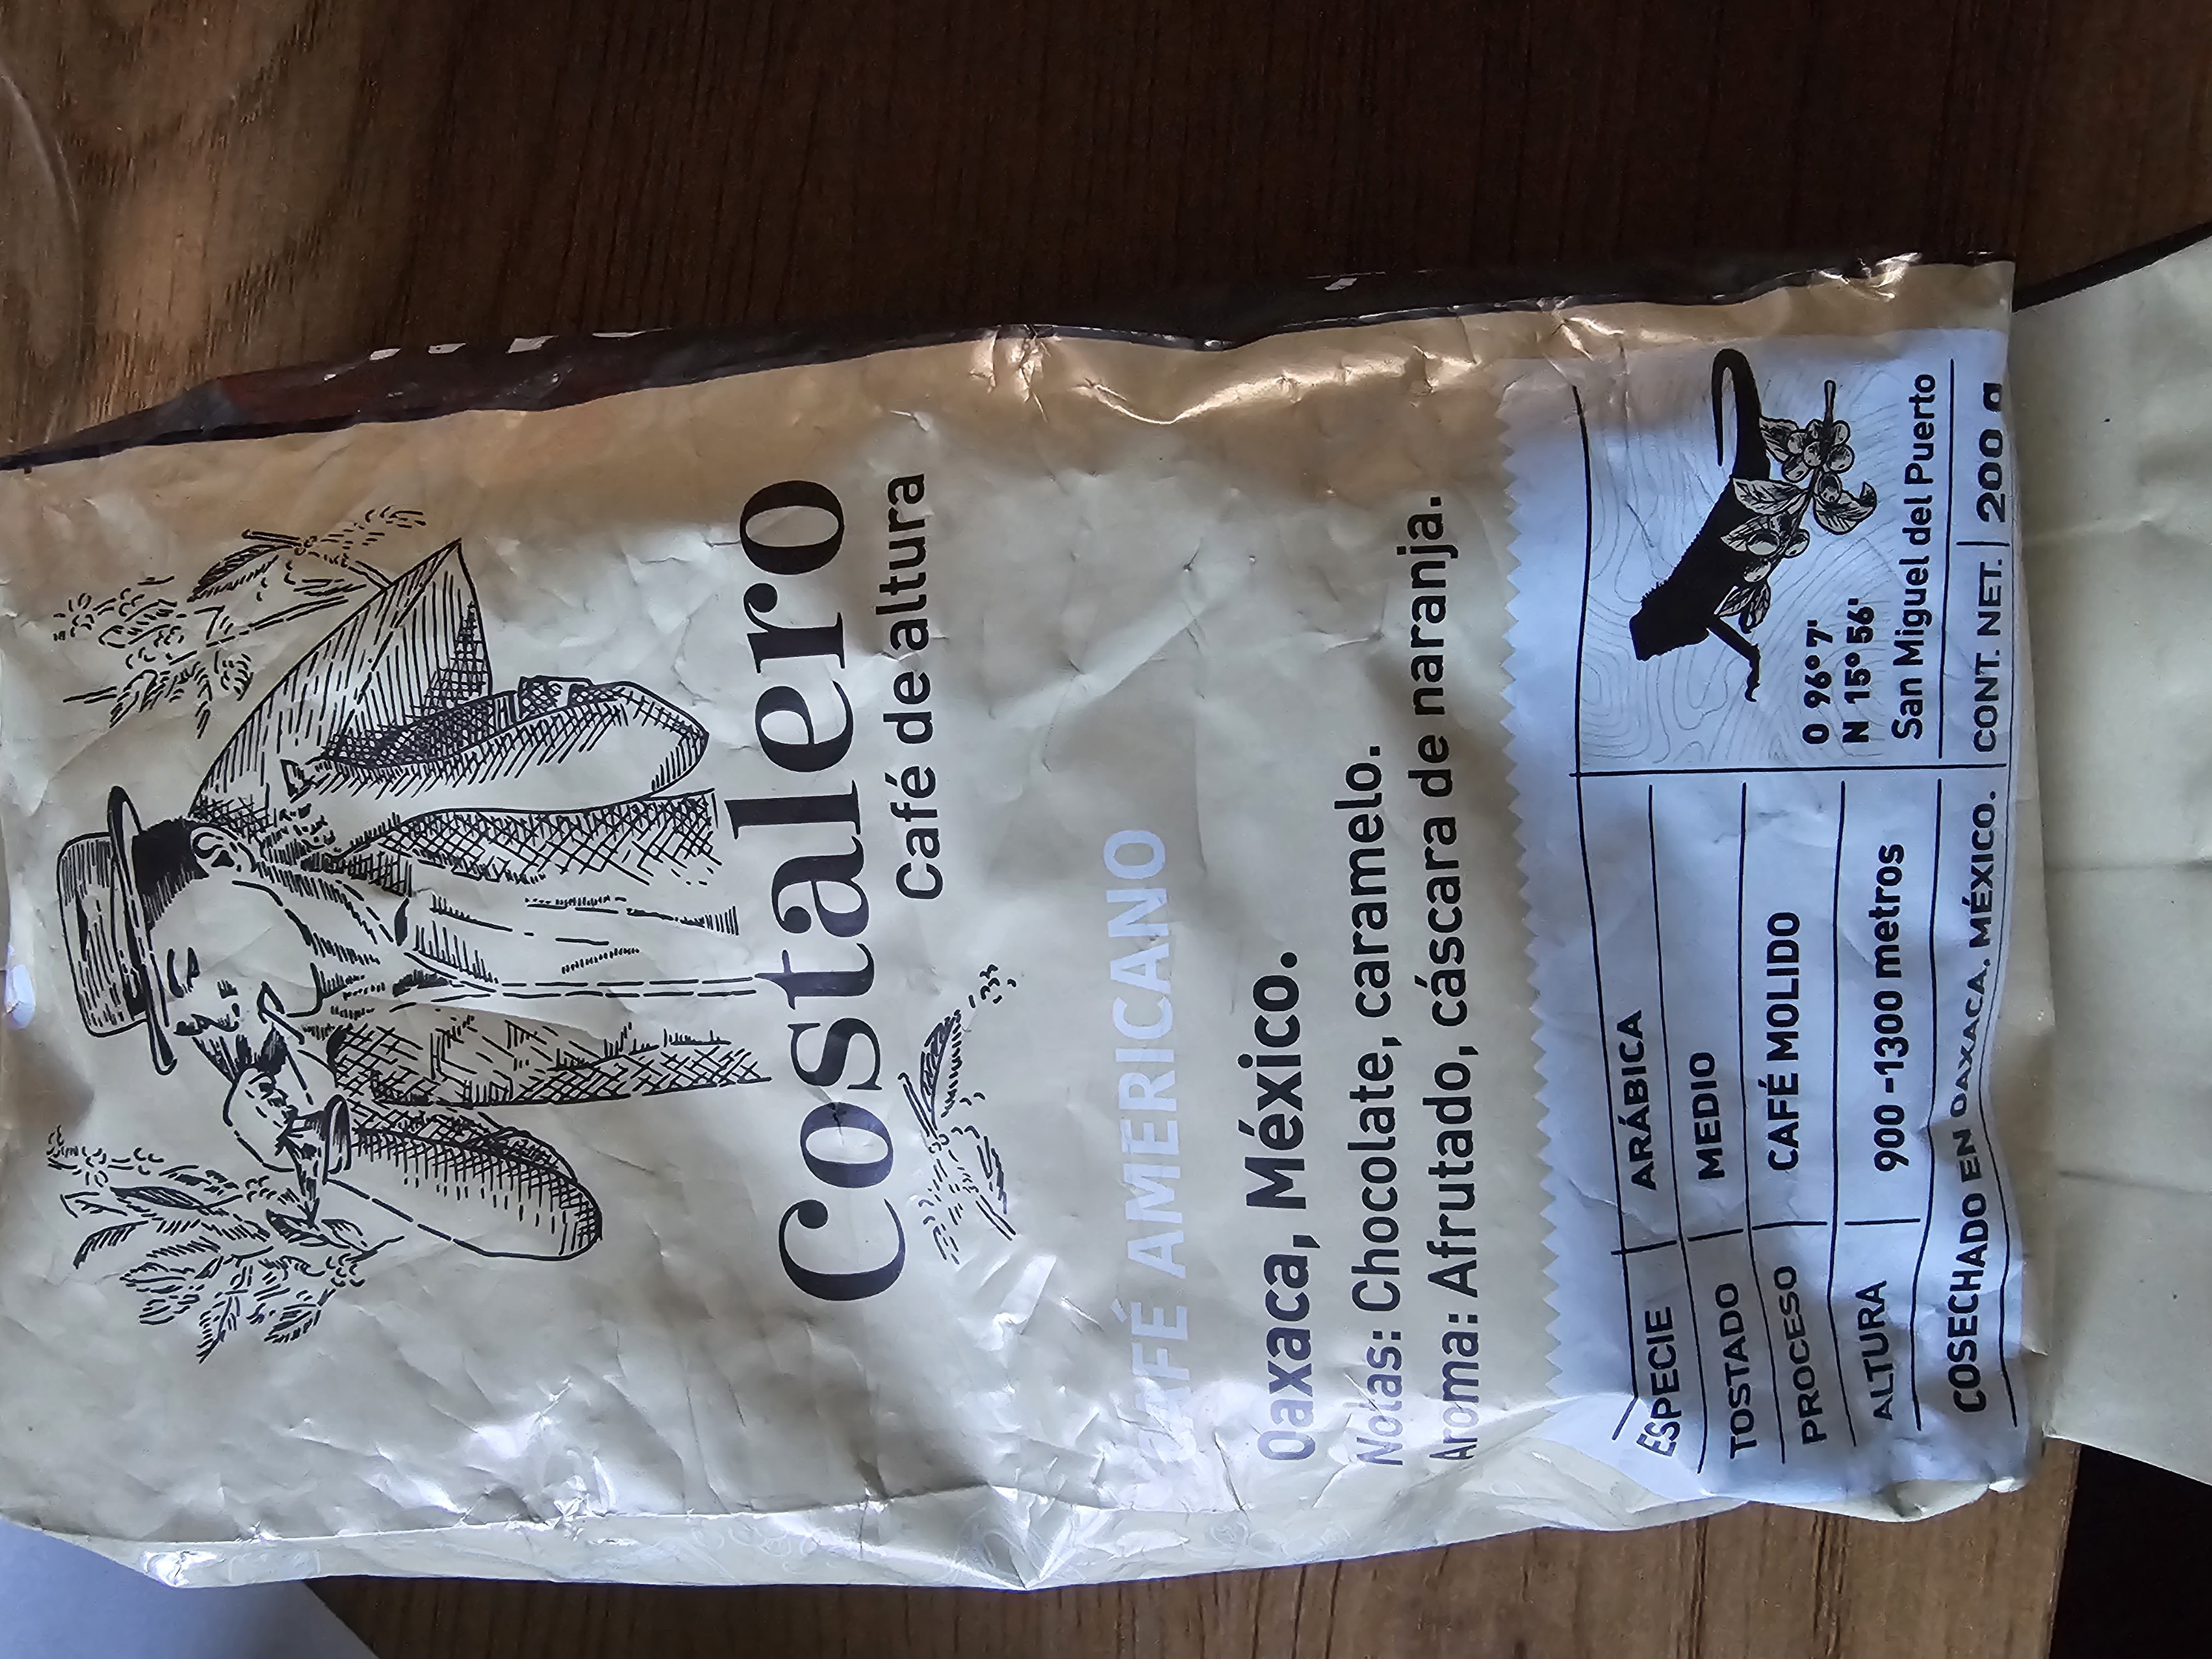 Costalero
Café de altura
CAFÉ AMERICANO
Oaxaca, México.
Notas: Chocolate, caramelo.
Aroma: Afrutado, cáscara de naranja.
ESPECIE ARÁBICA
TOSTADO MEDIO
PROCESO CAFÉ MOLIDO
ALTURA 900 -1300 metros
O 96° 7'
N 15° 56'
San Miguel del Puerto
COSECHADO EN OAXACA, MÉXICO. CONT. NET. 200 g